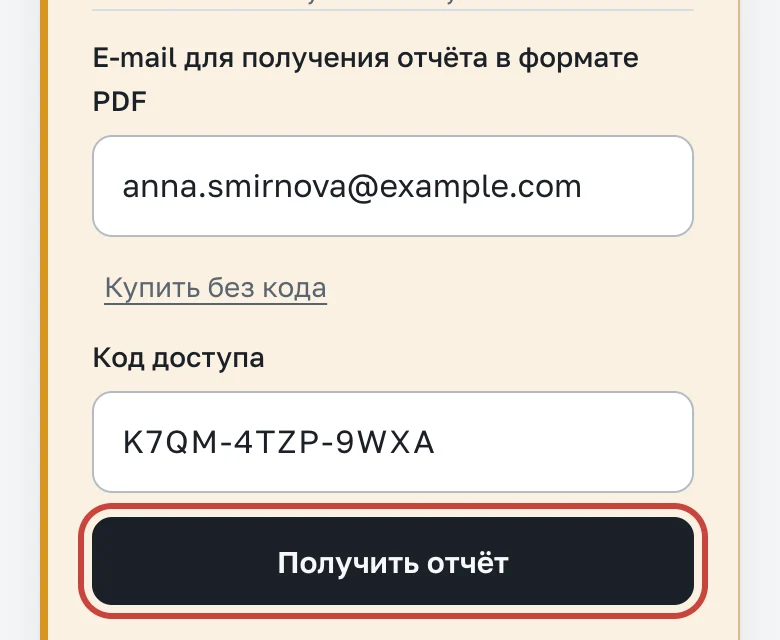 E-mail для получения отчёта в формате
PDF
anna.smirnova@example.com
Купить без кода
Код доступа
K7QM-4TZP-9WXA
Получить отчёт